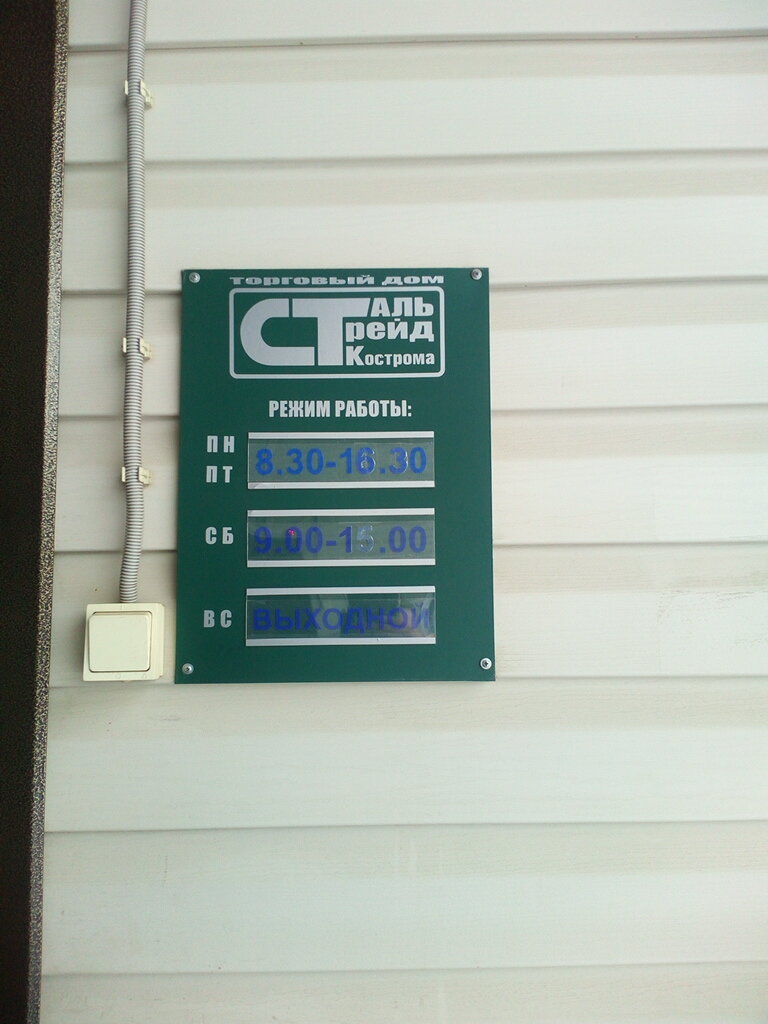 ТОРГОВЫЙ ДОМ
СТАЛЬ
Трейд
Кострома
РЕЖИМ РАБОТЫ:
ПН
ПТ
8.30-16.30
СБ 9.00-15.00
ВС ВЫХОДНОЙ